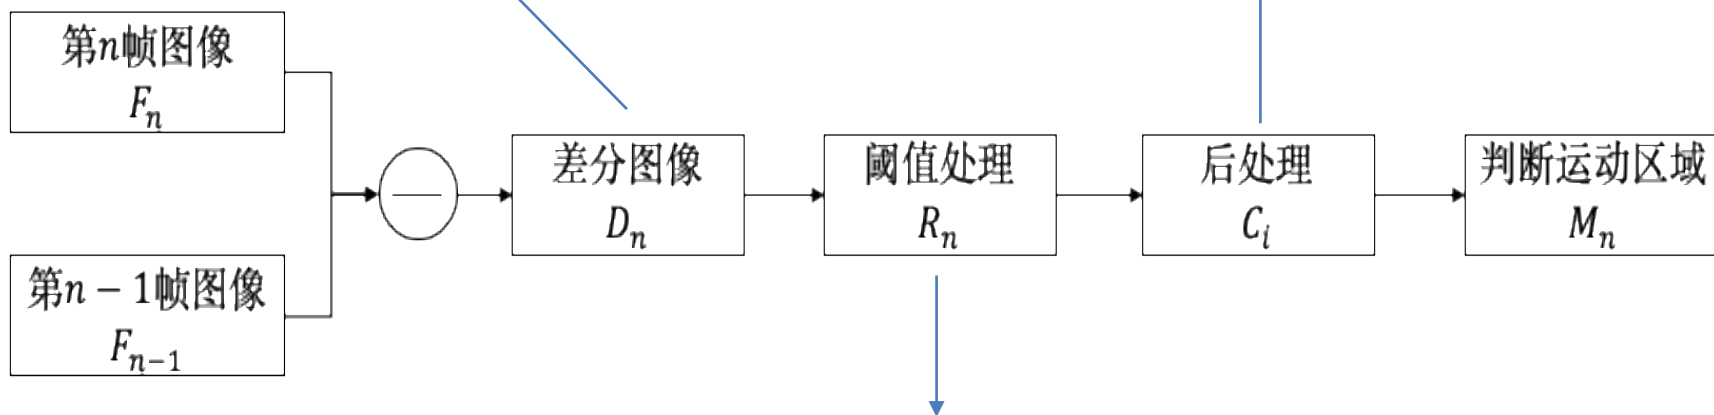 第n帧图像
Fₙ
第n − 1帧图像
Fₙ₋₁
—
差分图像
Dₙ
阈值处理
Rₙ
后处理
Cᵢ
判断运动区域
Mₙ